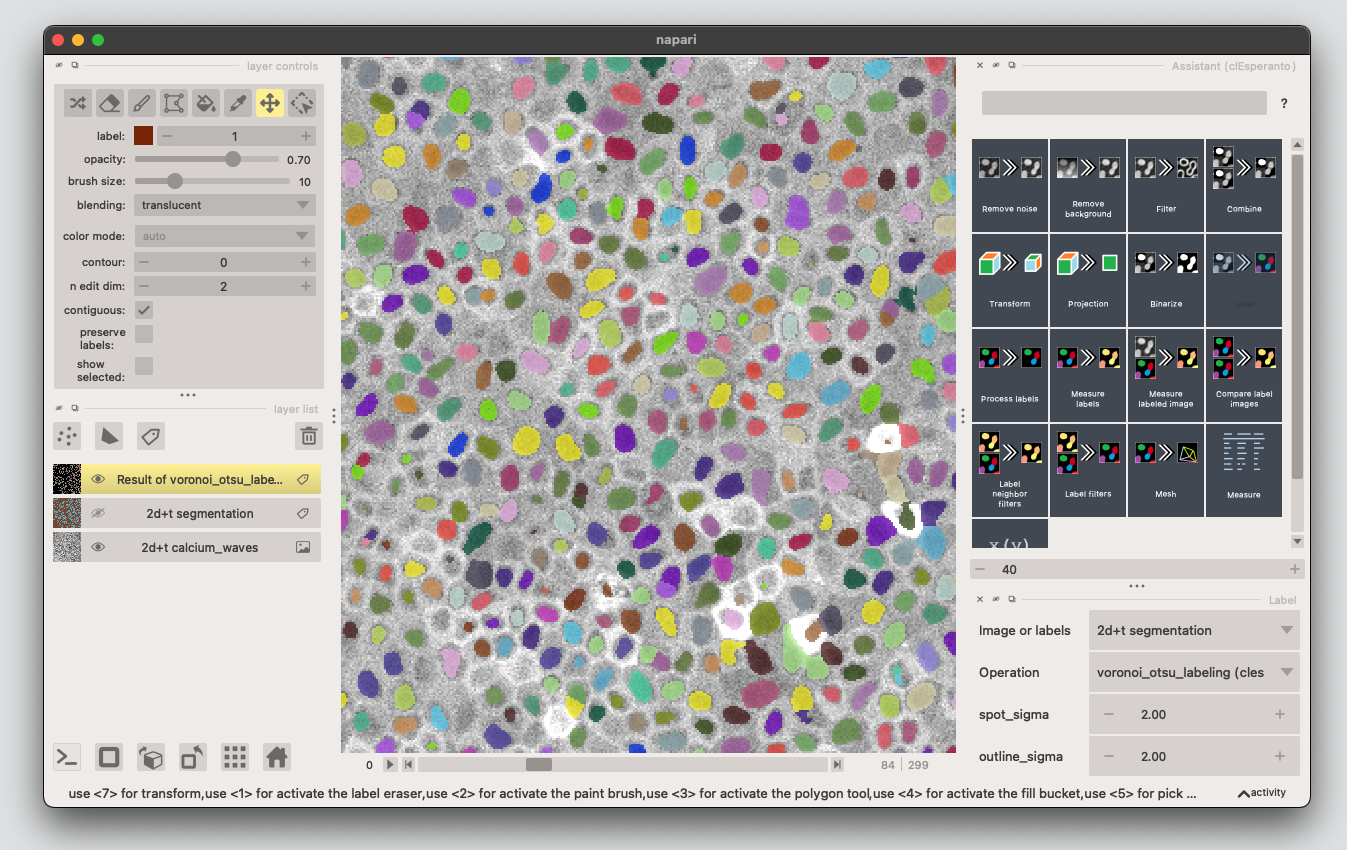 napari
layer controls
label:
1
opacity:
0.70
brush size:
10
blending:
translucent
color mode:
auto
contour:
0
n edit dim:
2
contiguous:
preserve
labels:
show
selected:
layer list
Result of voronoi_otsu_labe...
2d+t segmentation
2d+t calcium_waves
0
84
299
Assistant (clEsperanto)
?
Remove noise
Remove
background
Filter
Combine
Transform
Projection
Binarize
Label
Process labels
Measure
labels
Measure
labeled image
Compare label
images
Label
neighbor
filters
Label filters
Mesh
Measure
x(y)
40
Label
Image or labels
2d+t segmentation
Operation
voronoi_otsu_labeling (cles
spot_sigma
2.00
outline_sigma
2.00
use <7> for transform,use <1> for activate the label eraser,use <2> for activate the paint brush,use <3> for activate the polygon tool,use <4> for activate the fill bucket,use <5> for pick ...
activity